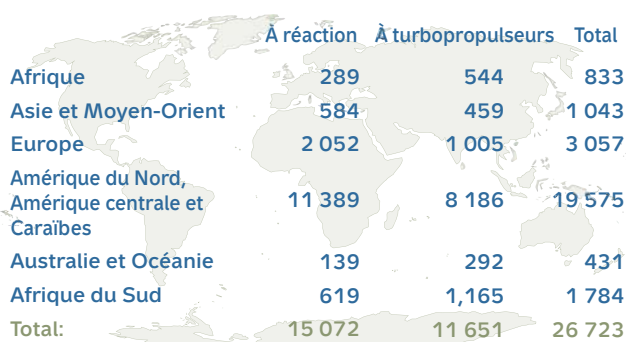 À réaction À turbopropulseurs Total
Afrique 289 544 833
Asie et Moyen-Orient 584 459 1 043
Europe 2 052 1 005 3 057
Amérique du Nord,
Amérique centrale et 11 389 8 186 19 575
Caraïbes
Australie et Océanie 139 292 431
Afrique du Sud 619 1,165 1 784
Total: 15 072 11 651 26 723